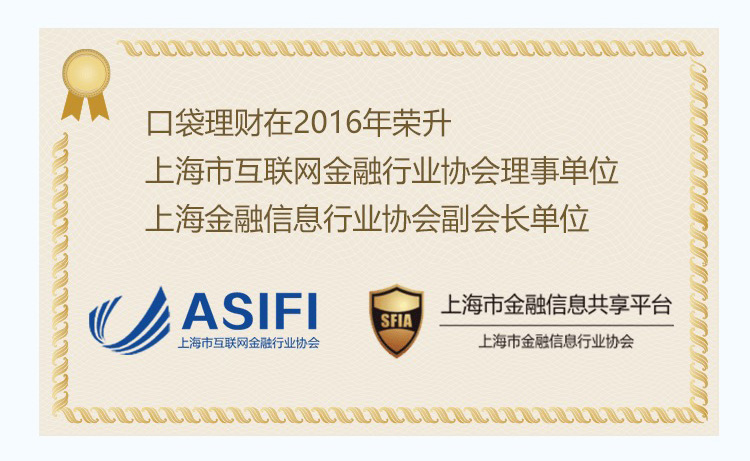 口袋理财在2016年荣升
上海市互联网金融行业协会理事单位
上海金融信息行业协会副会长单位
ASIFI
上海市互联网金融行业协会
SFIA
上海市金融信息共享平台
上海市金融信息行业协会